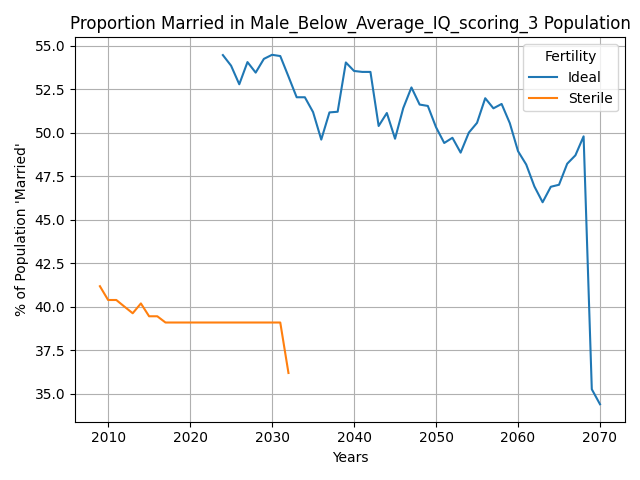 Proportion Married in Male_Below_Average_IQ_scoring_3 Population
55.0
52.5
50.0
47.5
45.0
42.5
40.0
37.5
35.0
% of Population 'Married'
Fertility
Ideal
Sterile
2010 2020 2030 2040 2050 2060 2070
Years